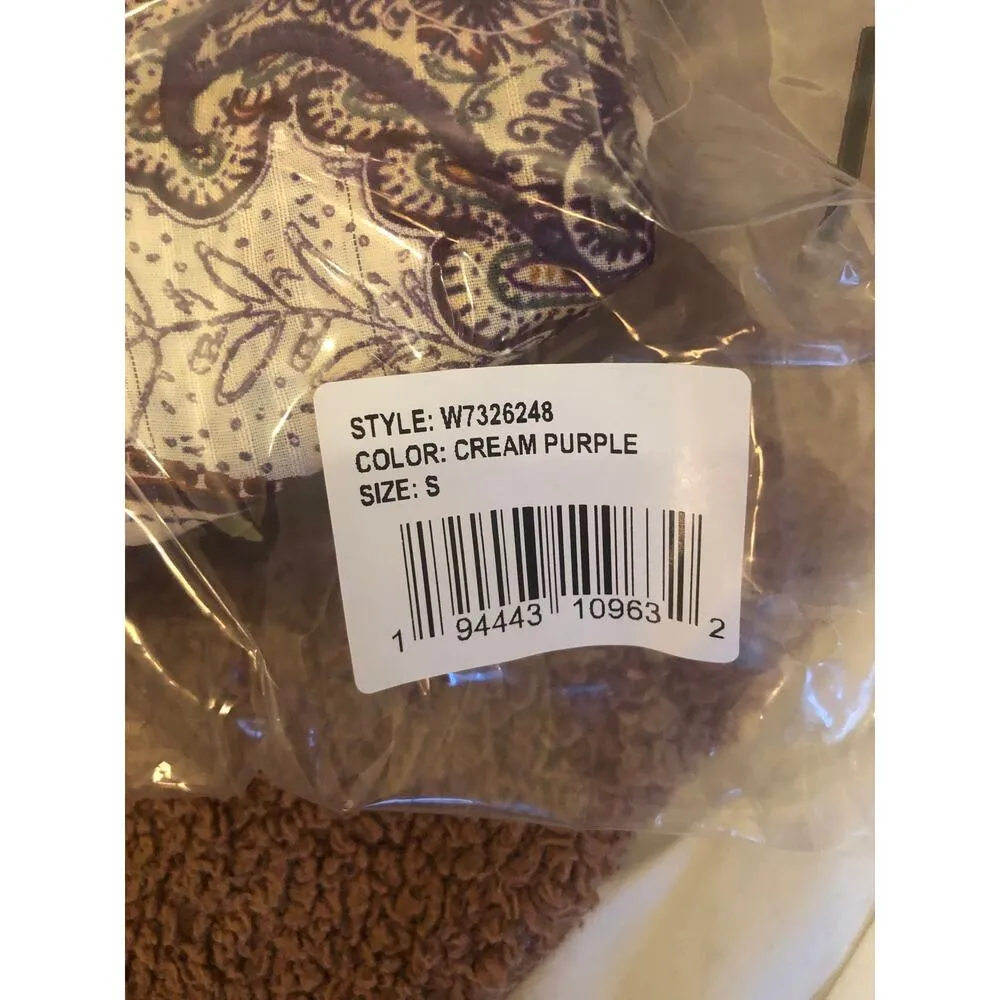 STYLE: W7326248
COLOR: CREAM PURPLE
SIZE: S
1 94443 10963 2